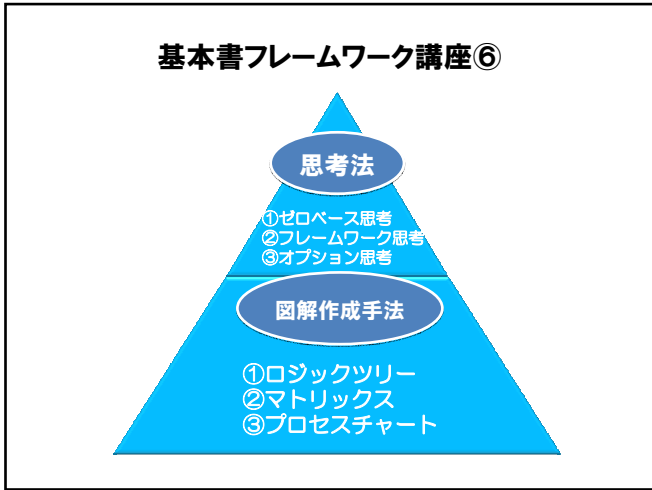 基本書フレームワーク講座⑥
思考法
①ゼロベース思考
②フレームワーク思考
③オプション思考
図解作成手法
①ロジックツリー
②マトリックス
③プロセスチャート